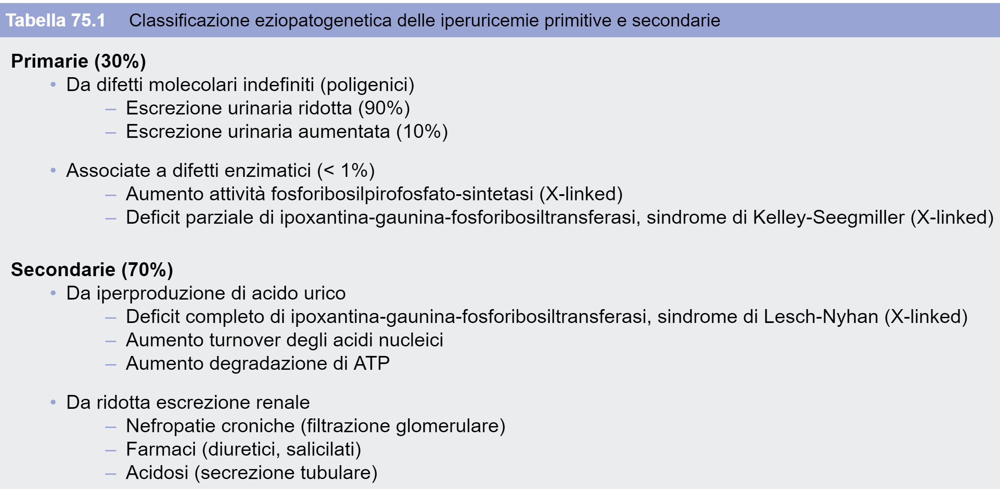 Tabella 75.1 Classificazione eziopatogenetica delle iperuricemie primitive e secondarie
Primarie (30%)
• Da difetti molecolari indefiniti (poligenici)
– Escrezione urinaria ridotta (90%)
– Escrezione urinaria aumentata (10%)
• Associate a difetti enzimatici (< 1%)
– Aumento attività fosforibosilpirofosfato-sintetasi (X-linked)
– Deficit parziale di ipoxantina-gaunina-fosforibosiltransferasi, sindrome di Kelley-Seegmiller (X-linked)
Secondarie (70%)
• Da iperproduzione di acido urico
– Deficit completo di ipoxantina-gaunina-fosforibosiltransferasi, sindrome di Lesch-Nyhan (X-linked)
– Aumento turnover degli acidi nucleici
– Aumento degradazione di ATP
• Da ridotta escrezione renale
– Nefropatie croniche (filtrazione glomerulare)
– Farmaci (diuretici, salicilati)
– Acidosi (secrezione tubulare)